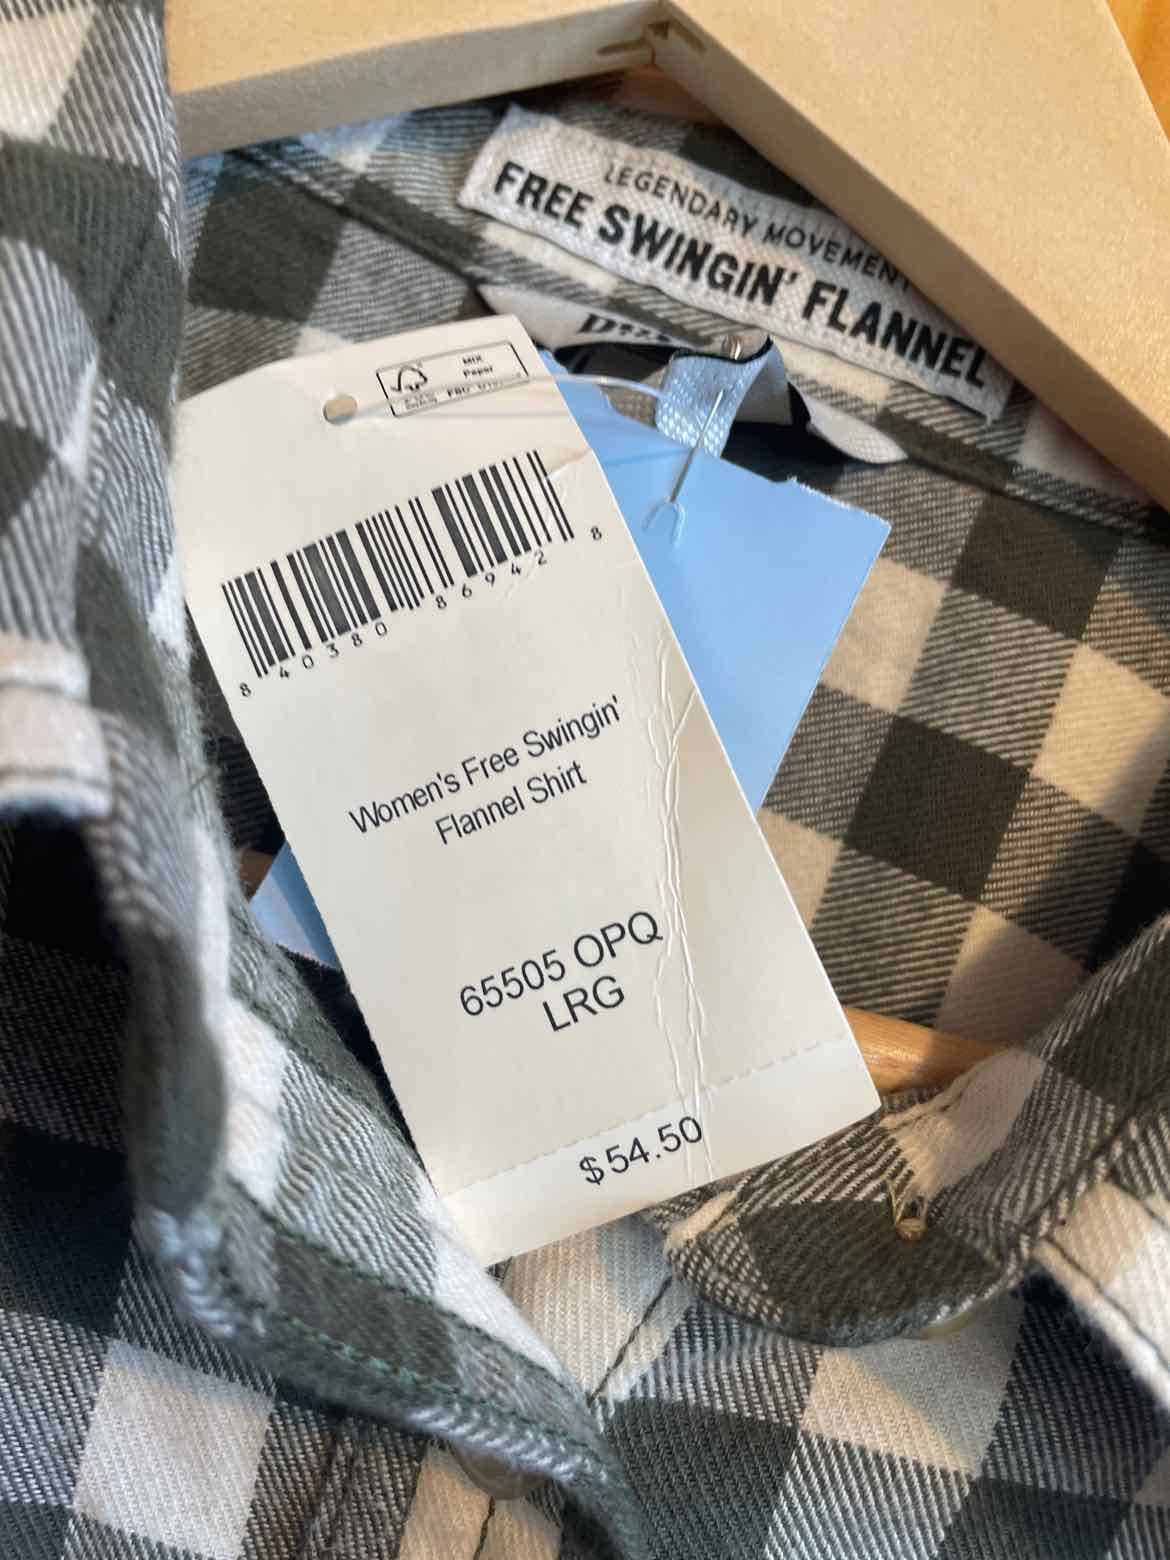 LEGENDARY MOVEMENT
FREE SWINGIN' FLANNEL
MIX
Paper
8 40380 86942 8
Women's Free Swingin'
Flannel Shirt
65505 OPQ
LRG
$54.50